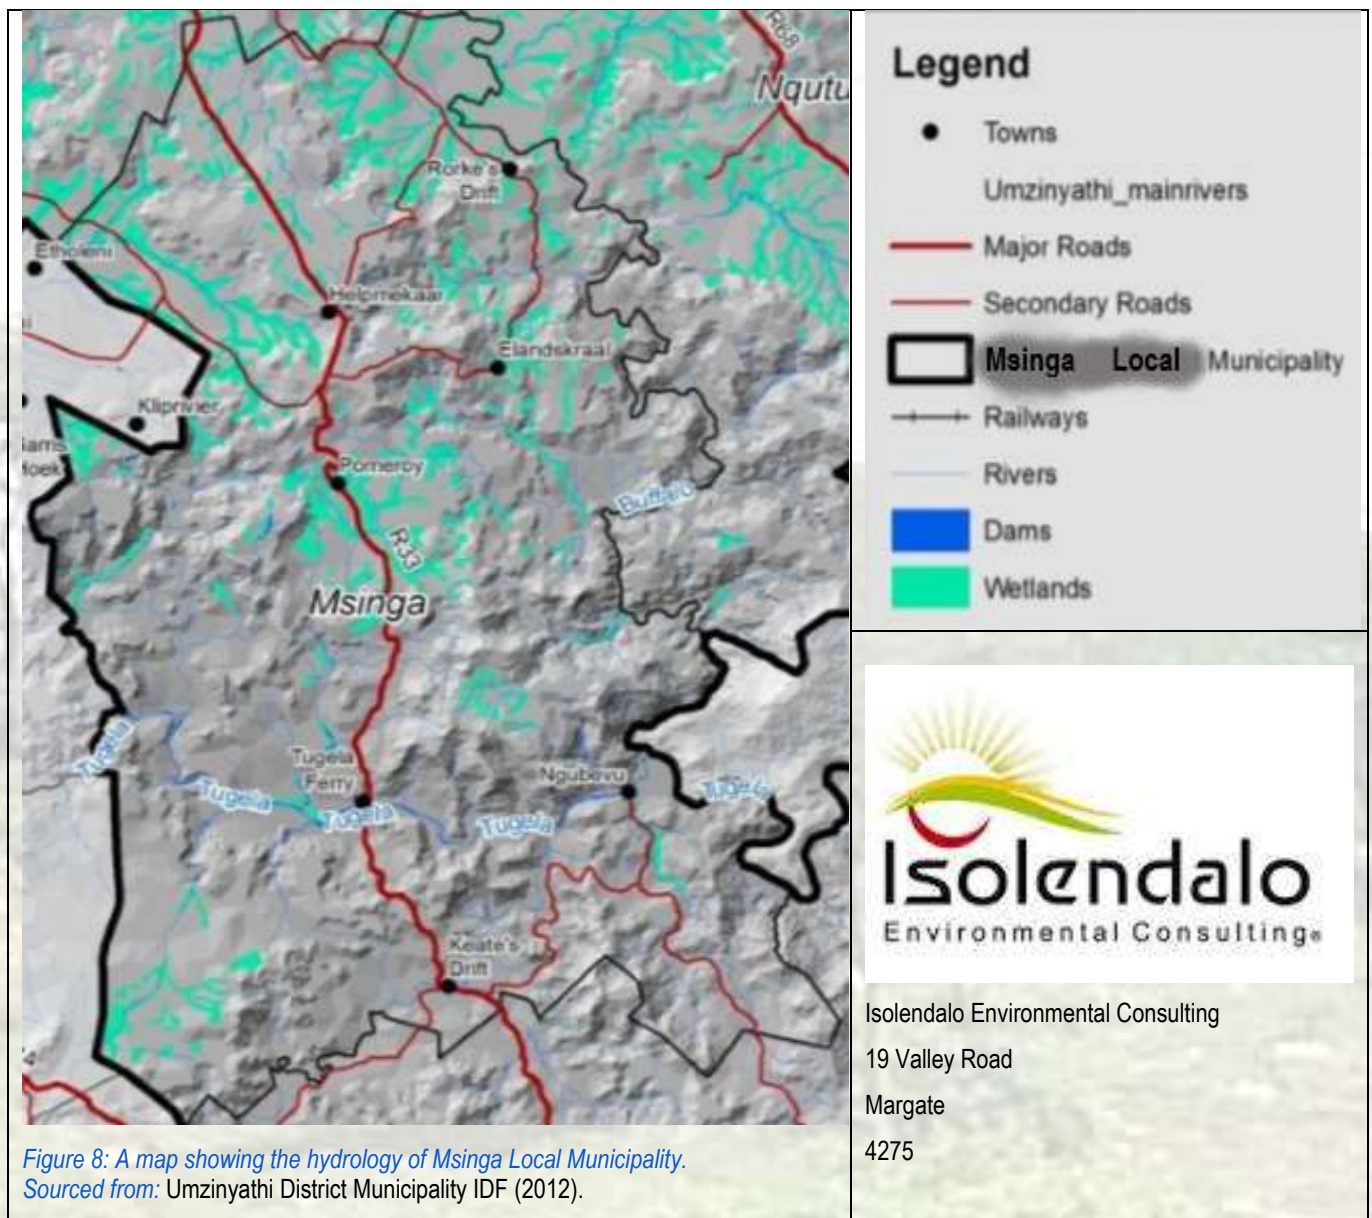 R68
Nqutu
Rorke's
Drift
Etholeni
Helpmekaar
Elandskraal
Kliprivier
Hoek
Pomeroy
Buffalo
R33
Msinga
Tugela
Tugela
Ferry
Ngubevu
Tugela
Tugela
Tugela
Tugela
Keate's
Drift
Legend
Towns
Umzinyathi_mainrivers
Major Roads
Secondary Roads
Msinga Local Municipality
Railways
Rivers
Dams
Wetlands
Isolendalo
Environmental Consulting®
Isolendalo Environmental Consulting
19 Valley Road
Margate
4275
Figure 8: A map showing the hydrology of Msinga Local Municipality.
Sourced from: Umzinyathi District Municipality IDF (2012).